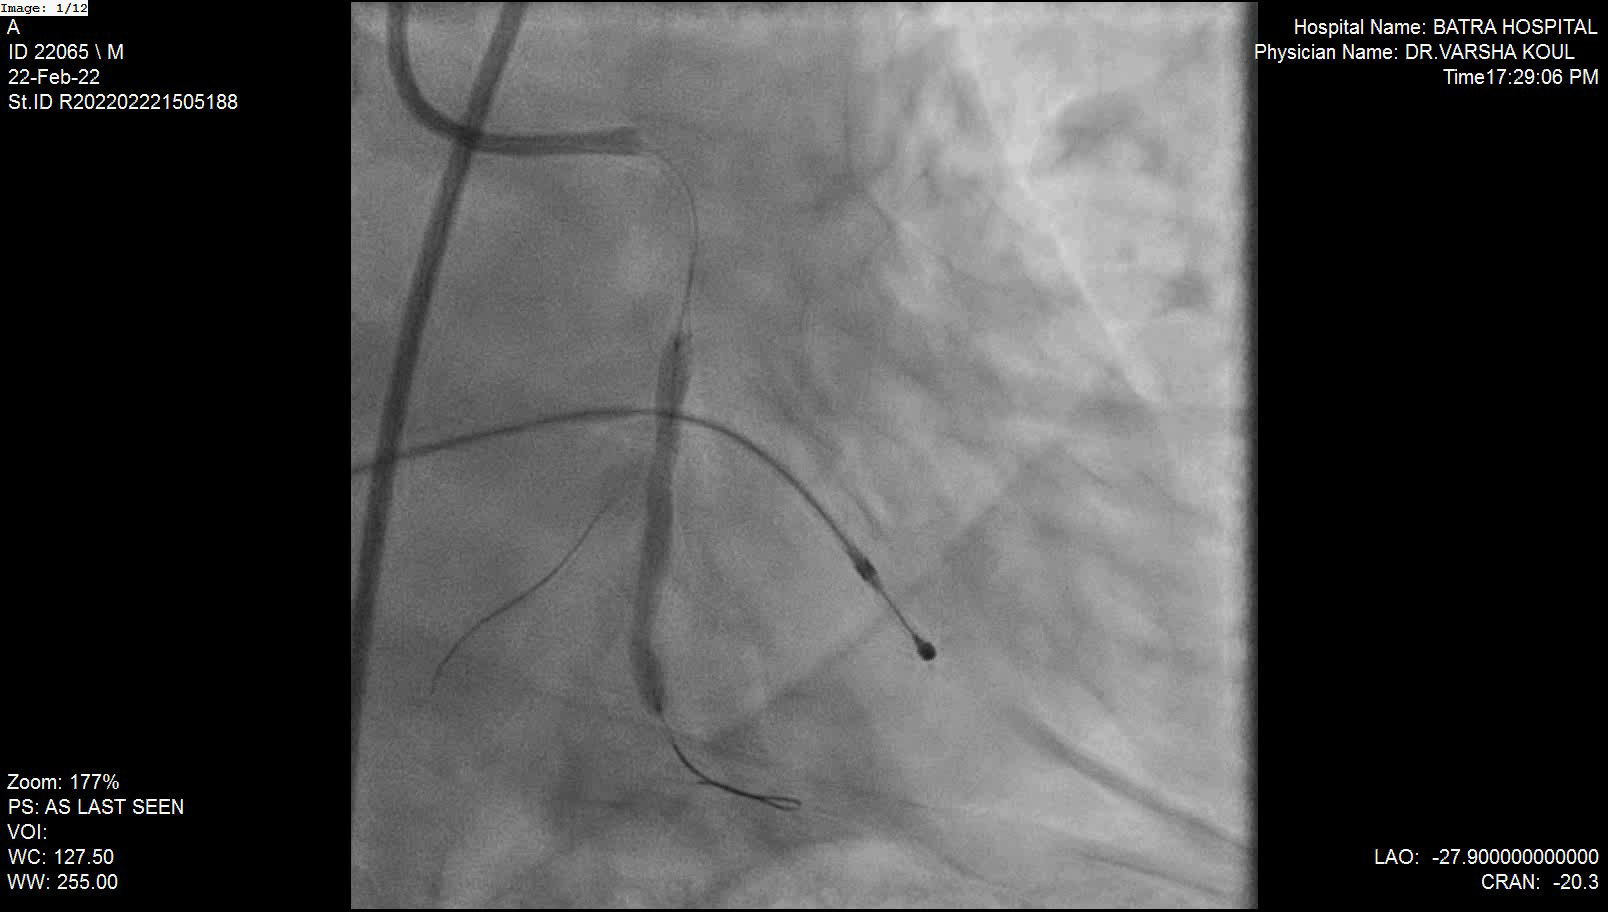 Image: 1/12
A
ID 22065 \ M
22-Feb-22
St.ID R202202221505188
Hospital Name: BATRA HOSPITAL
Physician Name: DR.VARSHA KOUL
Time17:29:06 PM
Zoom: 177%
PS: AS LAST SEEN
VOI:
WC: 127.50
WW: 255.00
LAO: -27.900000000000
CRAN: -20.3